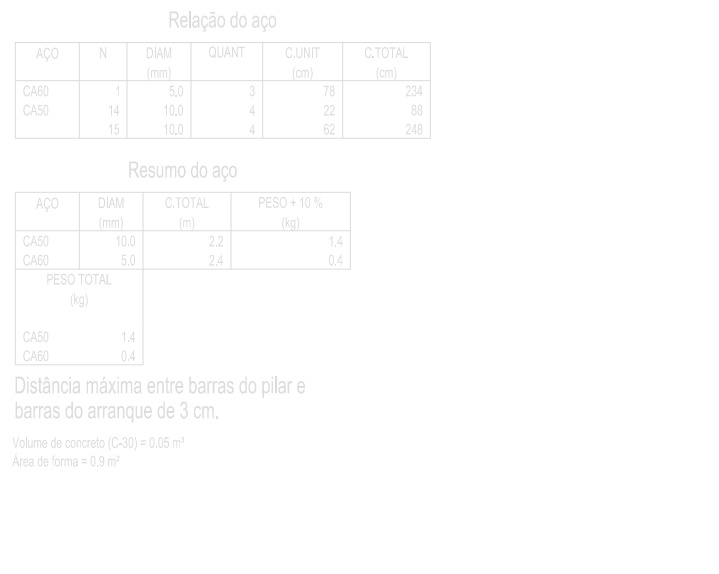 Relação do aço
AÇO N DIAM QUANT C.UNIT C.TOTAL
(mm) (cm) (cm)
CA60 1 5.0 3 78 234
CA50 14 10.0 4 22 88
15 10.0 4 62 248
Resumo do aço
AÇO DIAM C.TOTAL PESO + 10 %
(mm) (m) (kg)
CA50 10.0 2.2 1.4
CA60 5.0 2.4 0.4
PESO TOTAL
(kg)
CA50 1.4
CA60 0.4
Distância máxima entre barras do pilar e
barras do arranque de 3 cm.
Volume de concreto (C-30) = 0.05 m³
Área de forma = 0.9 m²